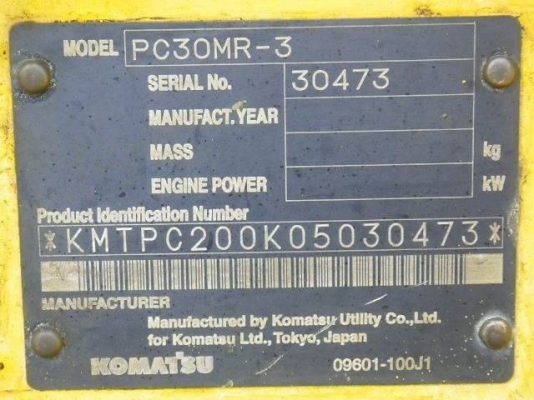 MODEL PC30MR-3
SERIAL No. 30473
MANUFACT.YEAR
MASS kg
ENGINE POWER kW
Product Identification Number
*KMTPC200K05030473*
MANUFACTURER
Manufactured by Komatsu Utility Co.,Ltd.
for Komatsu Ltd.,Tokyo, Japan
KOMATSU 09601-100J1